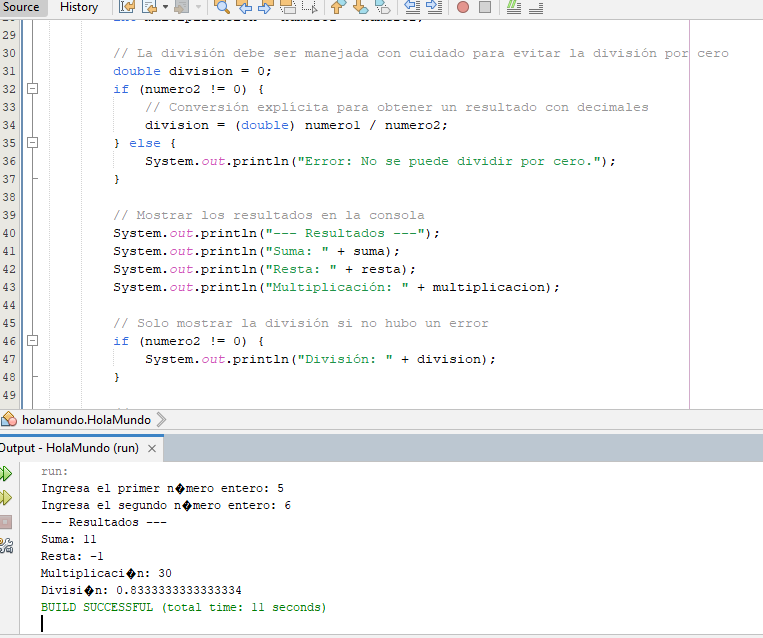 Source History
29
30 // La división debe ser manejada con cuidado para evitar la división por cero
31 double division = 0;
32 if (numero2 != 0) {
33 // Conversión explícita para obtener un resultado con decimales
34 division = (double) numero1 / numero2;
35 } else {
36 System.out.println("Error: No se puede dividir por cero.");
37 }
38
39 // Mostrar los resultados en la consola
40 System.out.println("--- Resultados ---");
41 System.out.println("Suma: " + suma);
42 System.out.println("Resta: " + resta);
43 System.out.println("Multiplicación: " + multiplicacion);
44
45 // Solo mostrar la división si no hubo un error
46 if (numero2 != 0) {
47 System.out.println("División: " + division);
48 }
49
holamundo.HolaMundo
Output - HolaMundo (run) ×
run:
Ingresa el primer n�mero entero: 5
Ingresa el segundo n�mero entero: 6
--- Resultados ---
Suma: 11
Resta: -1
Multiplicaci�n: 30
Divisi�n: 0.8333333333333334
BUILD SUCCESSFUL (total time: 11 seconds)